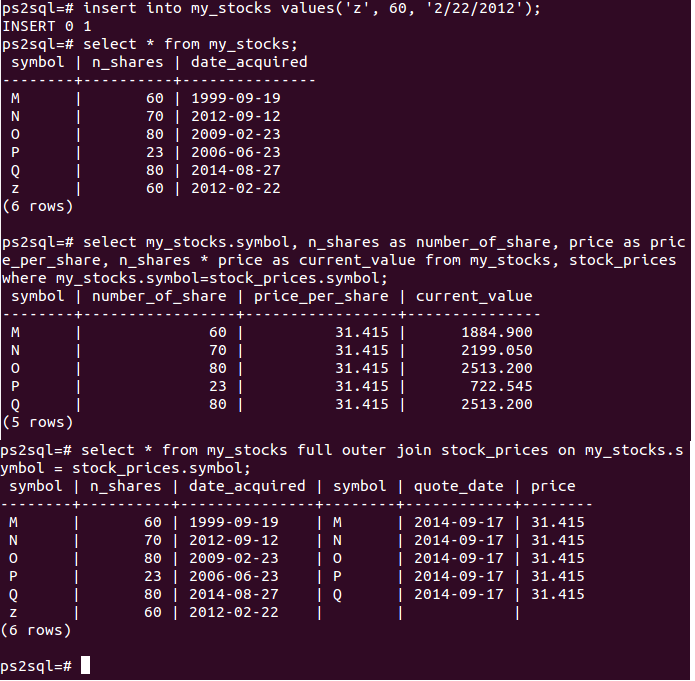 ps2sql=# insert into my_stocks values('z', 60, '2/22/2012');
INSERT 0 1
ps2sql=# select * from my_stocks;
 symbol | n_shares | date_acquired
--------+----------+---------------
 M      |       60 | 1999-09-19
 N      |       70 | 2012-09-12
 O      |       80 | 2009-02-23
 P      |       23 | 2006-06-23
 Q      |       80 | 2014-08-27
 z      |       60 | 2012-02-22
(6 rows)

ps2sql=# select my_stocks.symbol, n_shares as number_of_share, price as pric
e_per_share, n_shares * price as current_value from my_stocks, stock_prices
where my_stocks.symbol=stock_prices.symbol;
 symbol | number_of_share | price_per_share | current_value
--------+-----------------+-----------------+---------------
 M      |              60 |          31.415 |      1884.900
 N      |              70 |          31.415 |      2199.050
 O      |              80 |          31.415 |      2513.200
 P      |              23 |          31.415 |       722.545
 Q      |              80 |          31.415 |      2513.200
(5 rows)

ps2sql=# select * from my_stocks full outer join stock_prices on my_stocks.s
ymbol = stock_prices.symbol;
 symbol | n_shares | date_acquired | symbol | quote_date | price
--------+----------+---------------+--------+------------+--------
 M      |       60 | 1999-09-19    | M      | 2014-09-17 | 31.415
 N      |       70 | 2012-09-12    | N      | 2014-09-17 | 31.415
 O      |       80 | 2009-02-23    | O      | 2014-09-17 | 31.415
 P      |       23 | 2006-06-23    | P      | 2014-09-17 | 31.415
 Q      |       80 | 2014-08-27    | Q      | 2014-09-17 | 31.415
 z      |       60 | 2012-02-22    |        |            |
(6 rows)

ps2sql=#